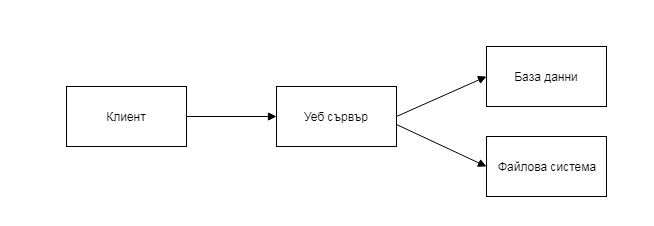 Клиент
Уеб сървър
База данни
Файлова система